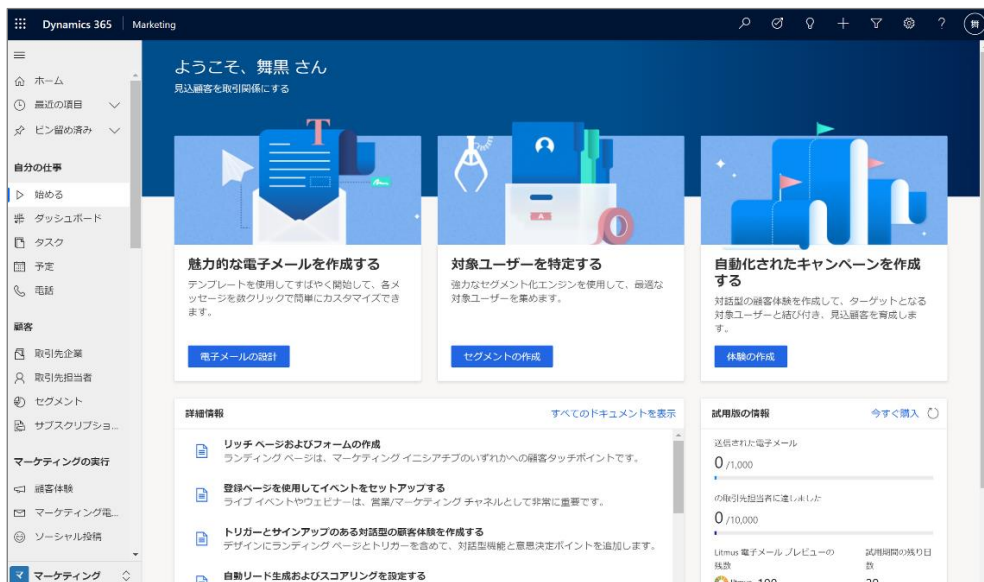 Dynamics 365 Marketing
舞
ホーム
最近の項目
ピン留め済み
自分の仕事
始める
ダッシュボード
タスク
予定
電話
顧客
取引先企業
取引先担当者
セグメント
サブスクリプショ...
マーケティングの実行
顧客体験
マーケティング電...
ソーシャル投稿
マ マーケティング
ようこそ、舞黒 さん
見込顧客を取引関係にする
魅力的な電子メールを作成する
テンプレートを使用してすばやく開始して、各メ
ッセージを数クリックで簡単にカスタマイズでき
ます。
電子メールの設計
対象ユーザーを特定する
強力なセグメント化エンジンを使用して、最適な
対象ユーザーを集めます。
セグメントの作成
自動化されたキャンペーンを作成
する
対話型の顧客体験を作成して、ターゲットとなる
対象ユーザーと結び付き、見込顧客を育成しま
す。
体験の作成
詳細情報 すべてのドキュメントを表示
リッチ ページおよびフォームの作成
ランディング ページは、マーケティング イニシアチブのいずれかへの顧客タッチポイントです。
登録ページを使用してイベントをセットアップする
ライブ イベントやウェビナーは、営業/マーケティング チャネルとして非常に重要です。
トリガーとサインアップのある対話型の顧客体験を作成する
デザインにランディング ページとトリガーを含めて、対話型機能と意思決定ポイントを追加します。
自動リード生成およびスコアリングを設定する
試用版の情報 今すぐ購入
送信された電子メール
0 /1,000
の取引先担当者に達しました
0 /10,000
Litmus 電子メール プレビューの
残数
試用期間の残り日
数